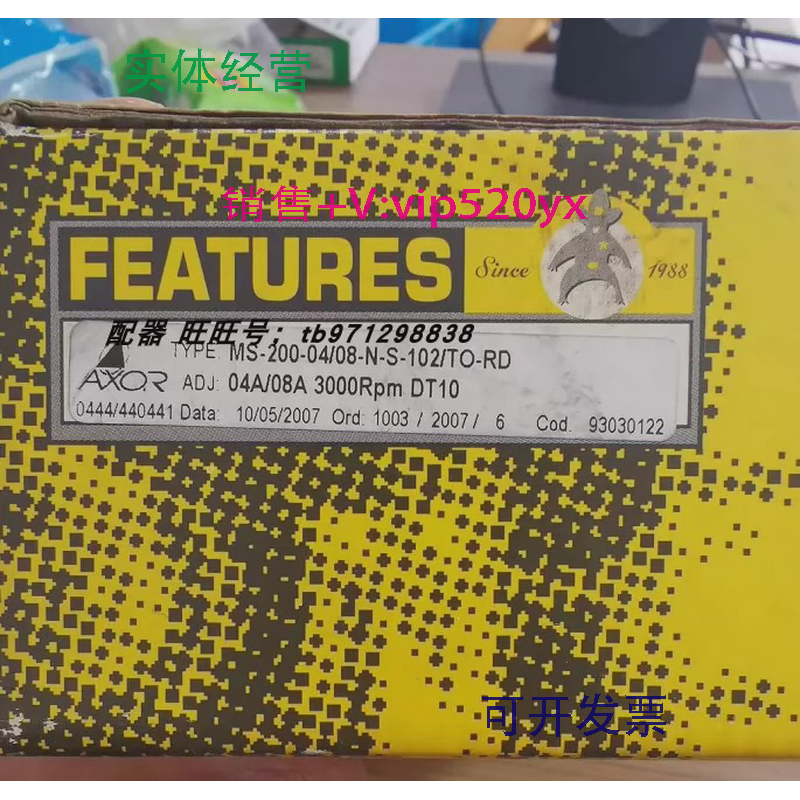 实体经营
销售+V:vip520yx
FEATURES Since 1988
配器 旺旺号: tb971298838
TYPE: MS-200-04/08-N-S-102/TO-RD
AXOR ADJ: 04A/08A 3000Rpm DT10
0444/440441 Data: 10/05/2007 Ord: 1003 / 2007 / 6 Cod. 93030122
可开发票